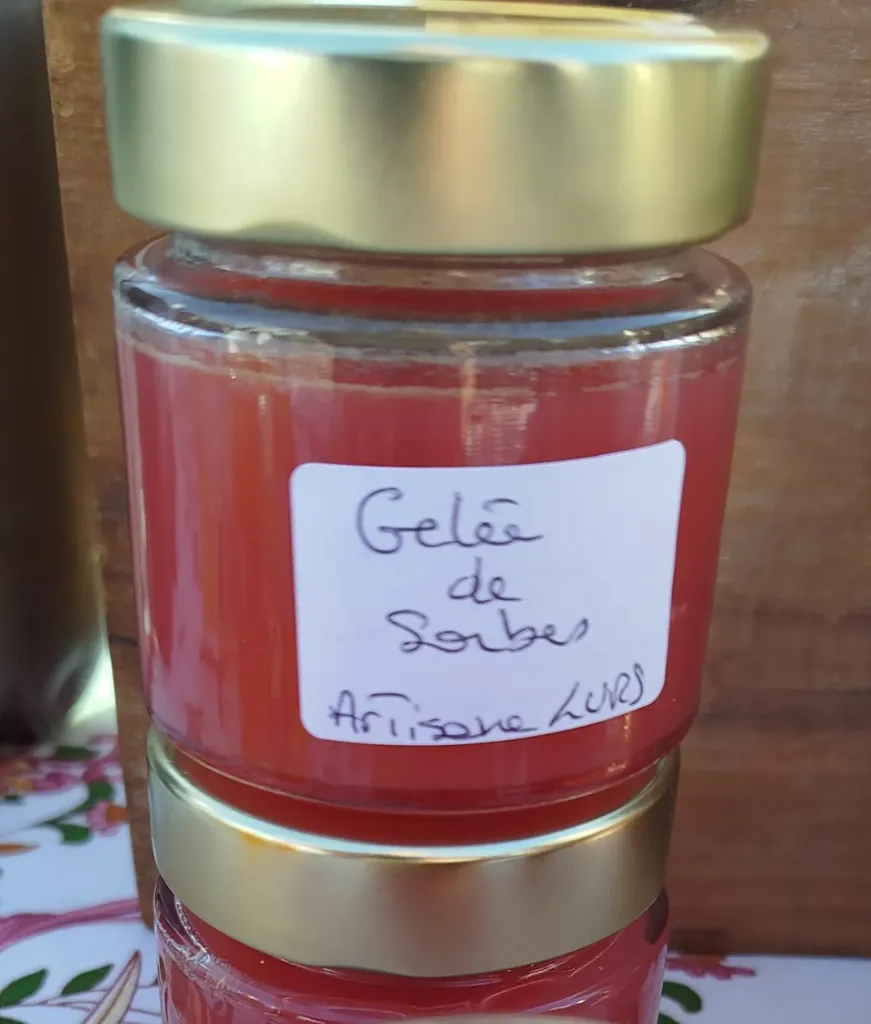 Gelée
de
Sorbes
Artisane LURS